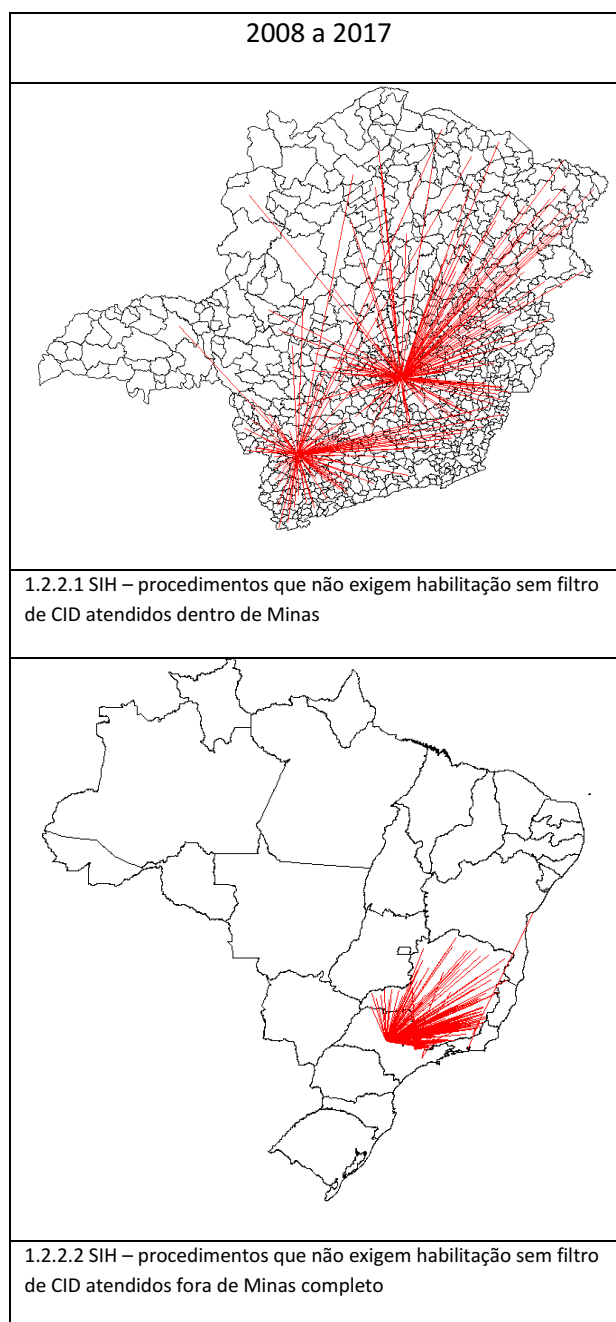 2008 a 2017
1.2.2.1 SIH – procedimentos que não exigem habilitação sem filtro
de CID atendidos dentro de Minas
1.2.2.2 SIH – procedimentos que não exigem habilitação sem filtro
de CID atendidos fora de Minas completo